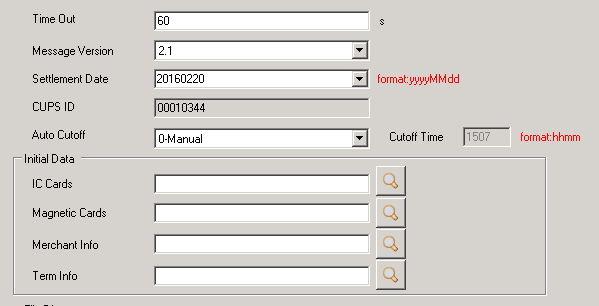 Time Out 60 s
Message Version 2.1
Settlement Date 20160220 format:yyyyMMdd
CUPS ID 00010344
Auto Cutoff 0-Manual Cutoff Time 1507 format:hhmm
Initial Data
IC Cards
Magnetic Cards
Merchant Info
Term Info